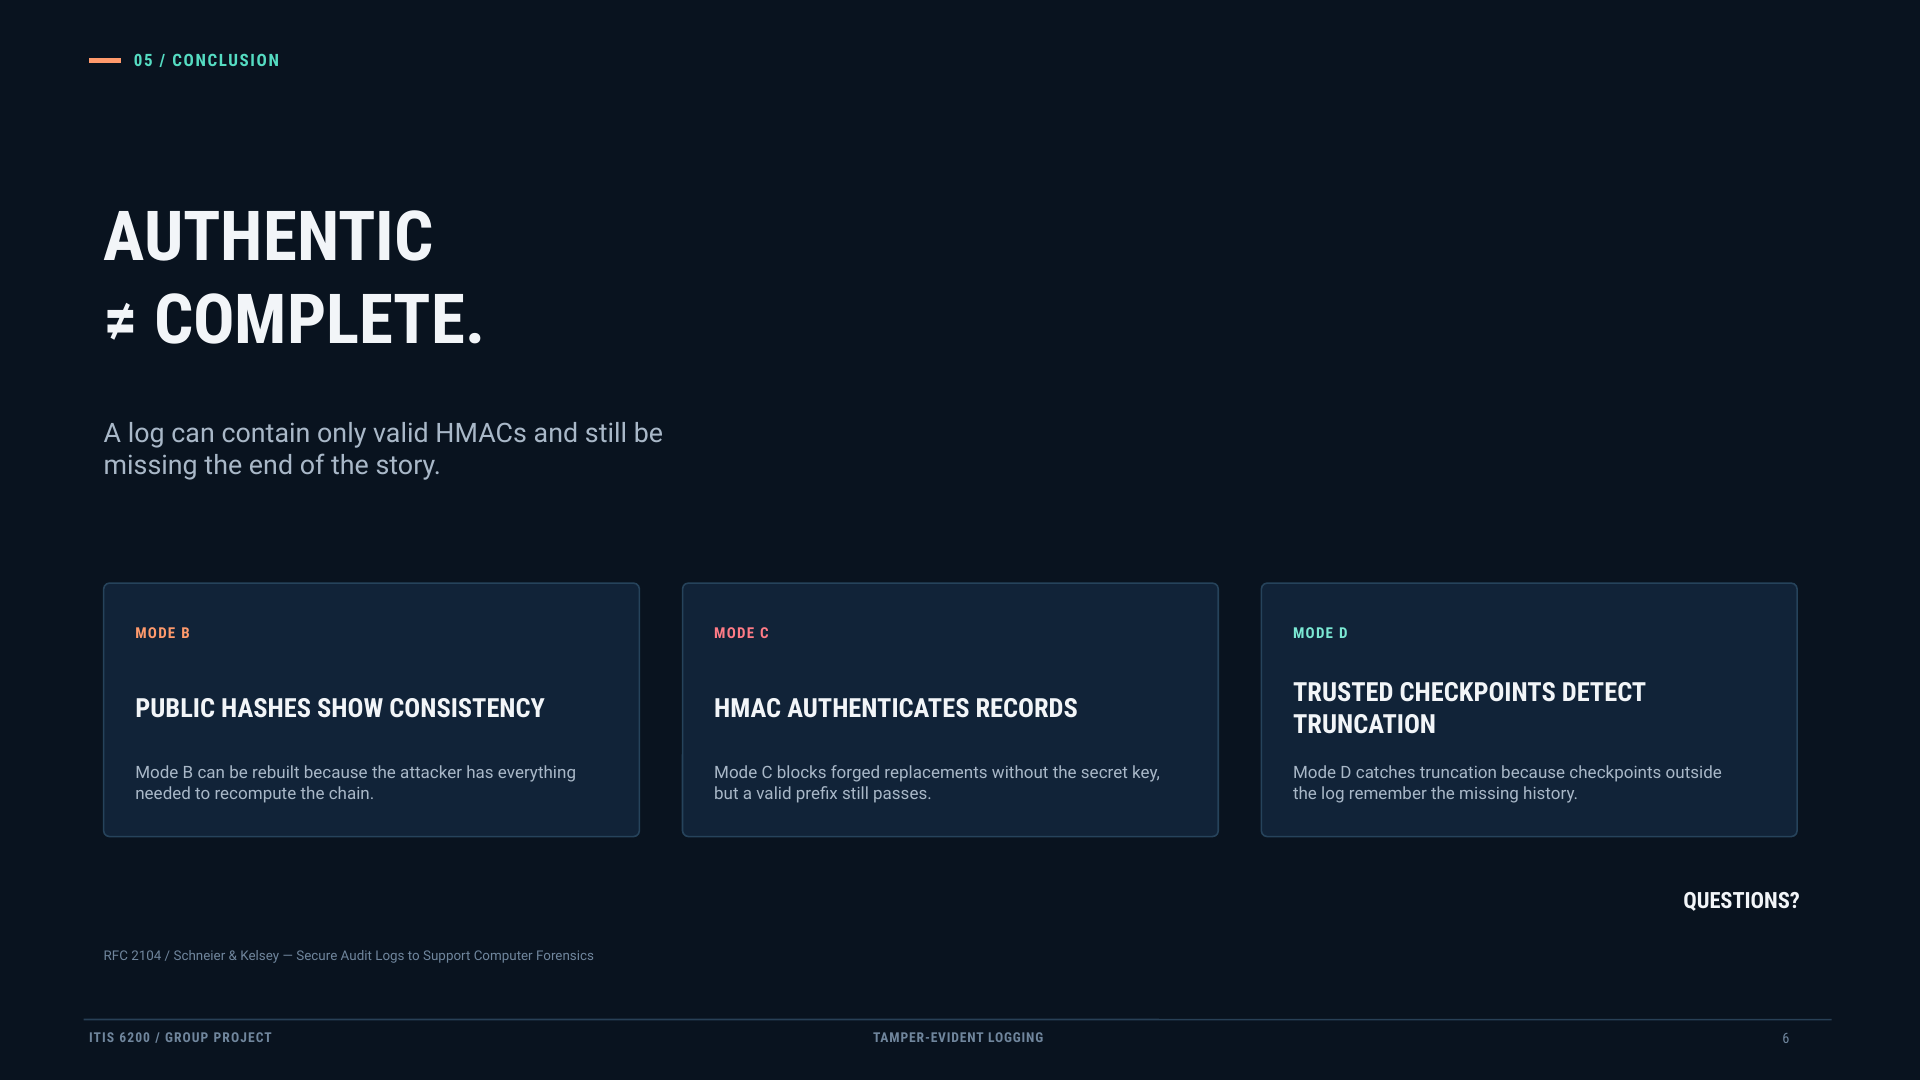 05 / CONCLUSION
AUTHENTIC
≠ COMPLETE.
A log can contain only valid HMACs and still be
missing the end of the story.
MODE B
PUBLIC HASHES SHOW CONSISTENCY
Mode B can be rebuilt because the attacker has everything
needed to recompute the chain.
MODE C
HMAC AUTHENTICATES RECORDS
Mode C blocks forged replacements without the secret key,
but a valid prefix still passes.
MODE D
TRUSTED CHECKPOINTS DETECT
TRUNCATION
Mode D catches truncation because checkpoints outside
the log remember the missing history.
QUESTIONS?
RFC 2104 / Schneier & Kelsey — Secure Audit Logs to Support Computer Forensics
ITIS 6200 / GROUP PROJECT
TAMPER-EVIDENT LOGGING
6